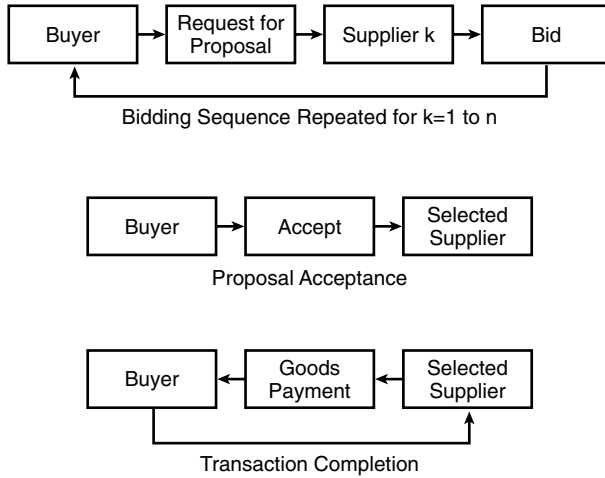 Buyer
Request for
Proposal
Supplier k
Bid
Bidding Sequence Repeated for k=1 to n
Buyer
Accept
Selected
Supplier
Proposal Acceptance
Buyer
Goods
Payment
Selected
Supplier
Transaction Completion